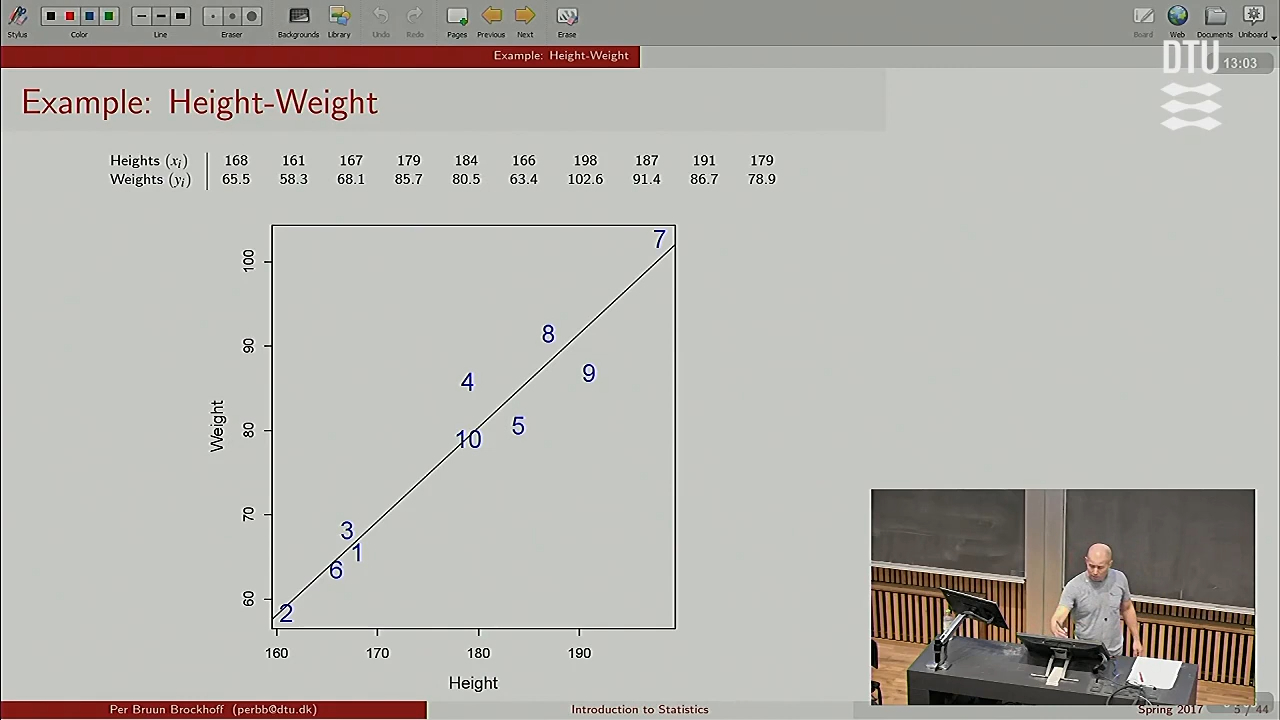 Stylus Color Line Eraser Backgrounds Library Undo Redo Pages Previous Next Erase Board Web Documents Uniboard
Example: Height-Weight
DTU
13:03
Example: Height-Weight
Heights (xi) 168 161 167 179 184 166 198 187 191 179
Weights (yi) 65.5 58.3 68.1 85.7 80.5 63.4 102.6 91.4 86.7 78.9
7
100
8
90
9
4
5
80
10
Weight
70
3
1
6
60
2
160 170 180 190
Height
Per Bruun Brockhoff (perbb@dtu.dk) Introduction to Statistics Spring 2017 5 / 44